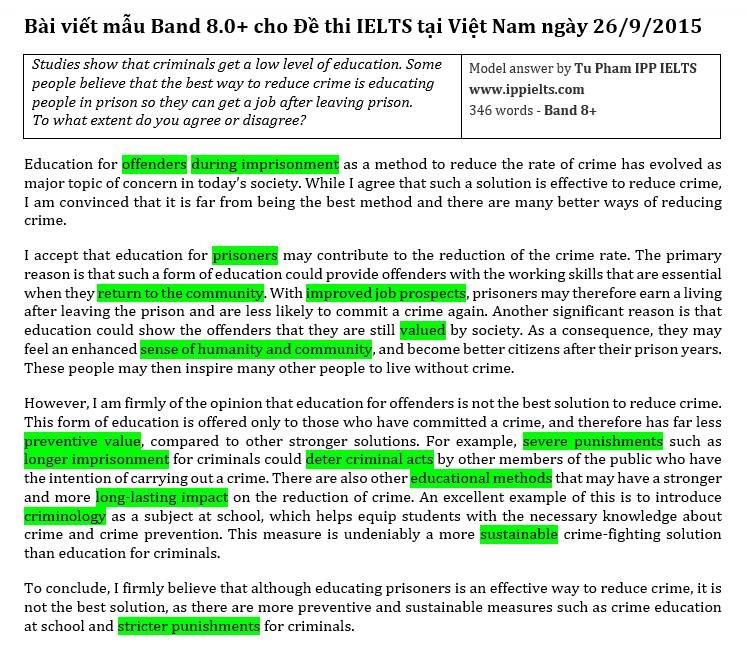 Bài viết mẫu Band 8.0+ cho Đề thi IELTS tại Việt Nam ngày 26/9/2015
Studies show that criminals get a low level of education. Some
people believe that the best way to reduce crime is educating
people in prison so they can get a job after leaving prison.
To what extent do you agree or disagree?
Model answer by Tu Pham IPP IELTS
www.ippielts.com
346 words - Band 8+
Education for offenders during imprisonment as a method to reduce the rate of crime has evolved as
major topic of concern in today's society. While I agree that such a solution is effective to reduce crime,
I am convinced that it is far from being the best method and there are many better ways of reducing
crime.
I accept that education for prisoners may contribute to the reduction of the crime rate. The primary
reason is that such a form of education could provide offenders with the working skills that are essential
when they return to the community. With improved job prospects, prisoners may therefore earn a living
after leaving the prison and are less likely to commit a crime again. Another significant reason is that
education could show the offenders that they are still valued by society. As a consequence, they may
feel an enhanced sense of humanity and community, and become better citizens after their prison years.
These people may then inspire many other people to live without crime.
However, I am firmly of the opinion that education for offenders is not the best solution to reduce crime.
This form of education is offered only to those who have committed a crime, and therefore has far less
preventive value, compared to other stronger solutions. For example, severe punishments such as
longer imprisonment for criminals could deter criminal acts by other members of the public who have
the intention of carrying out a crime. There are also other educational methods that may have a stronger
and more long-lasting impact on the reduction of crime. An excellent example of this is to introduce
criminology as a subject at school, which helps equip students with the necessary knowledge about
crime and crime prevention. This measure is undeniably a more sustainable crime-fighting solution
than education for criminals.
To conclude, I firmly believe that although educating prisoners is an effective way to reduce crime, it is
not the best solution, as there are more preventive and sustainable measures such as crime education
at school and stricter punishments for criminals.